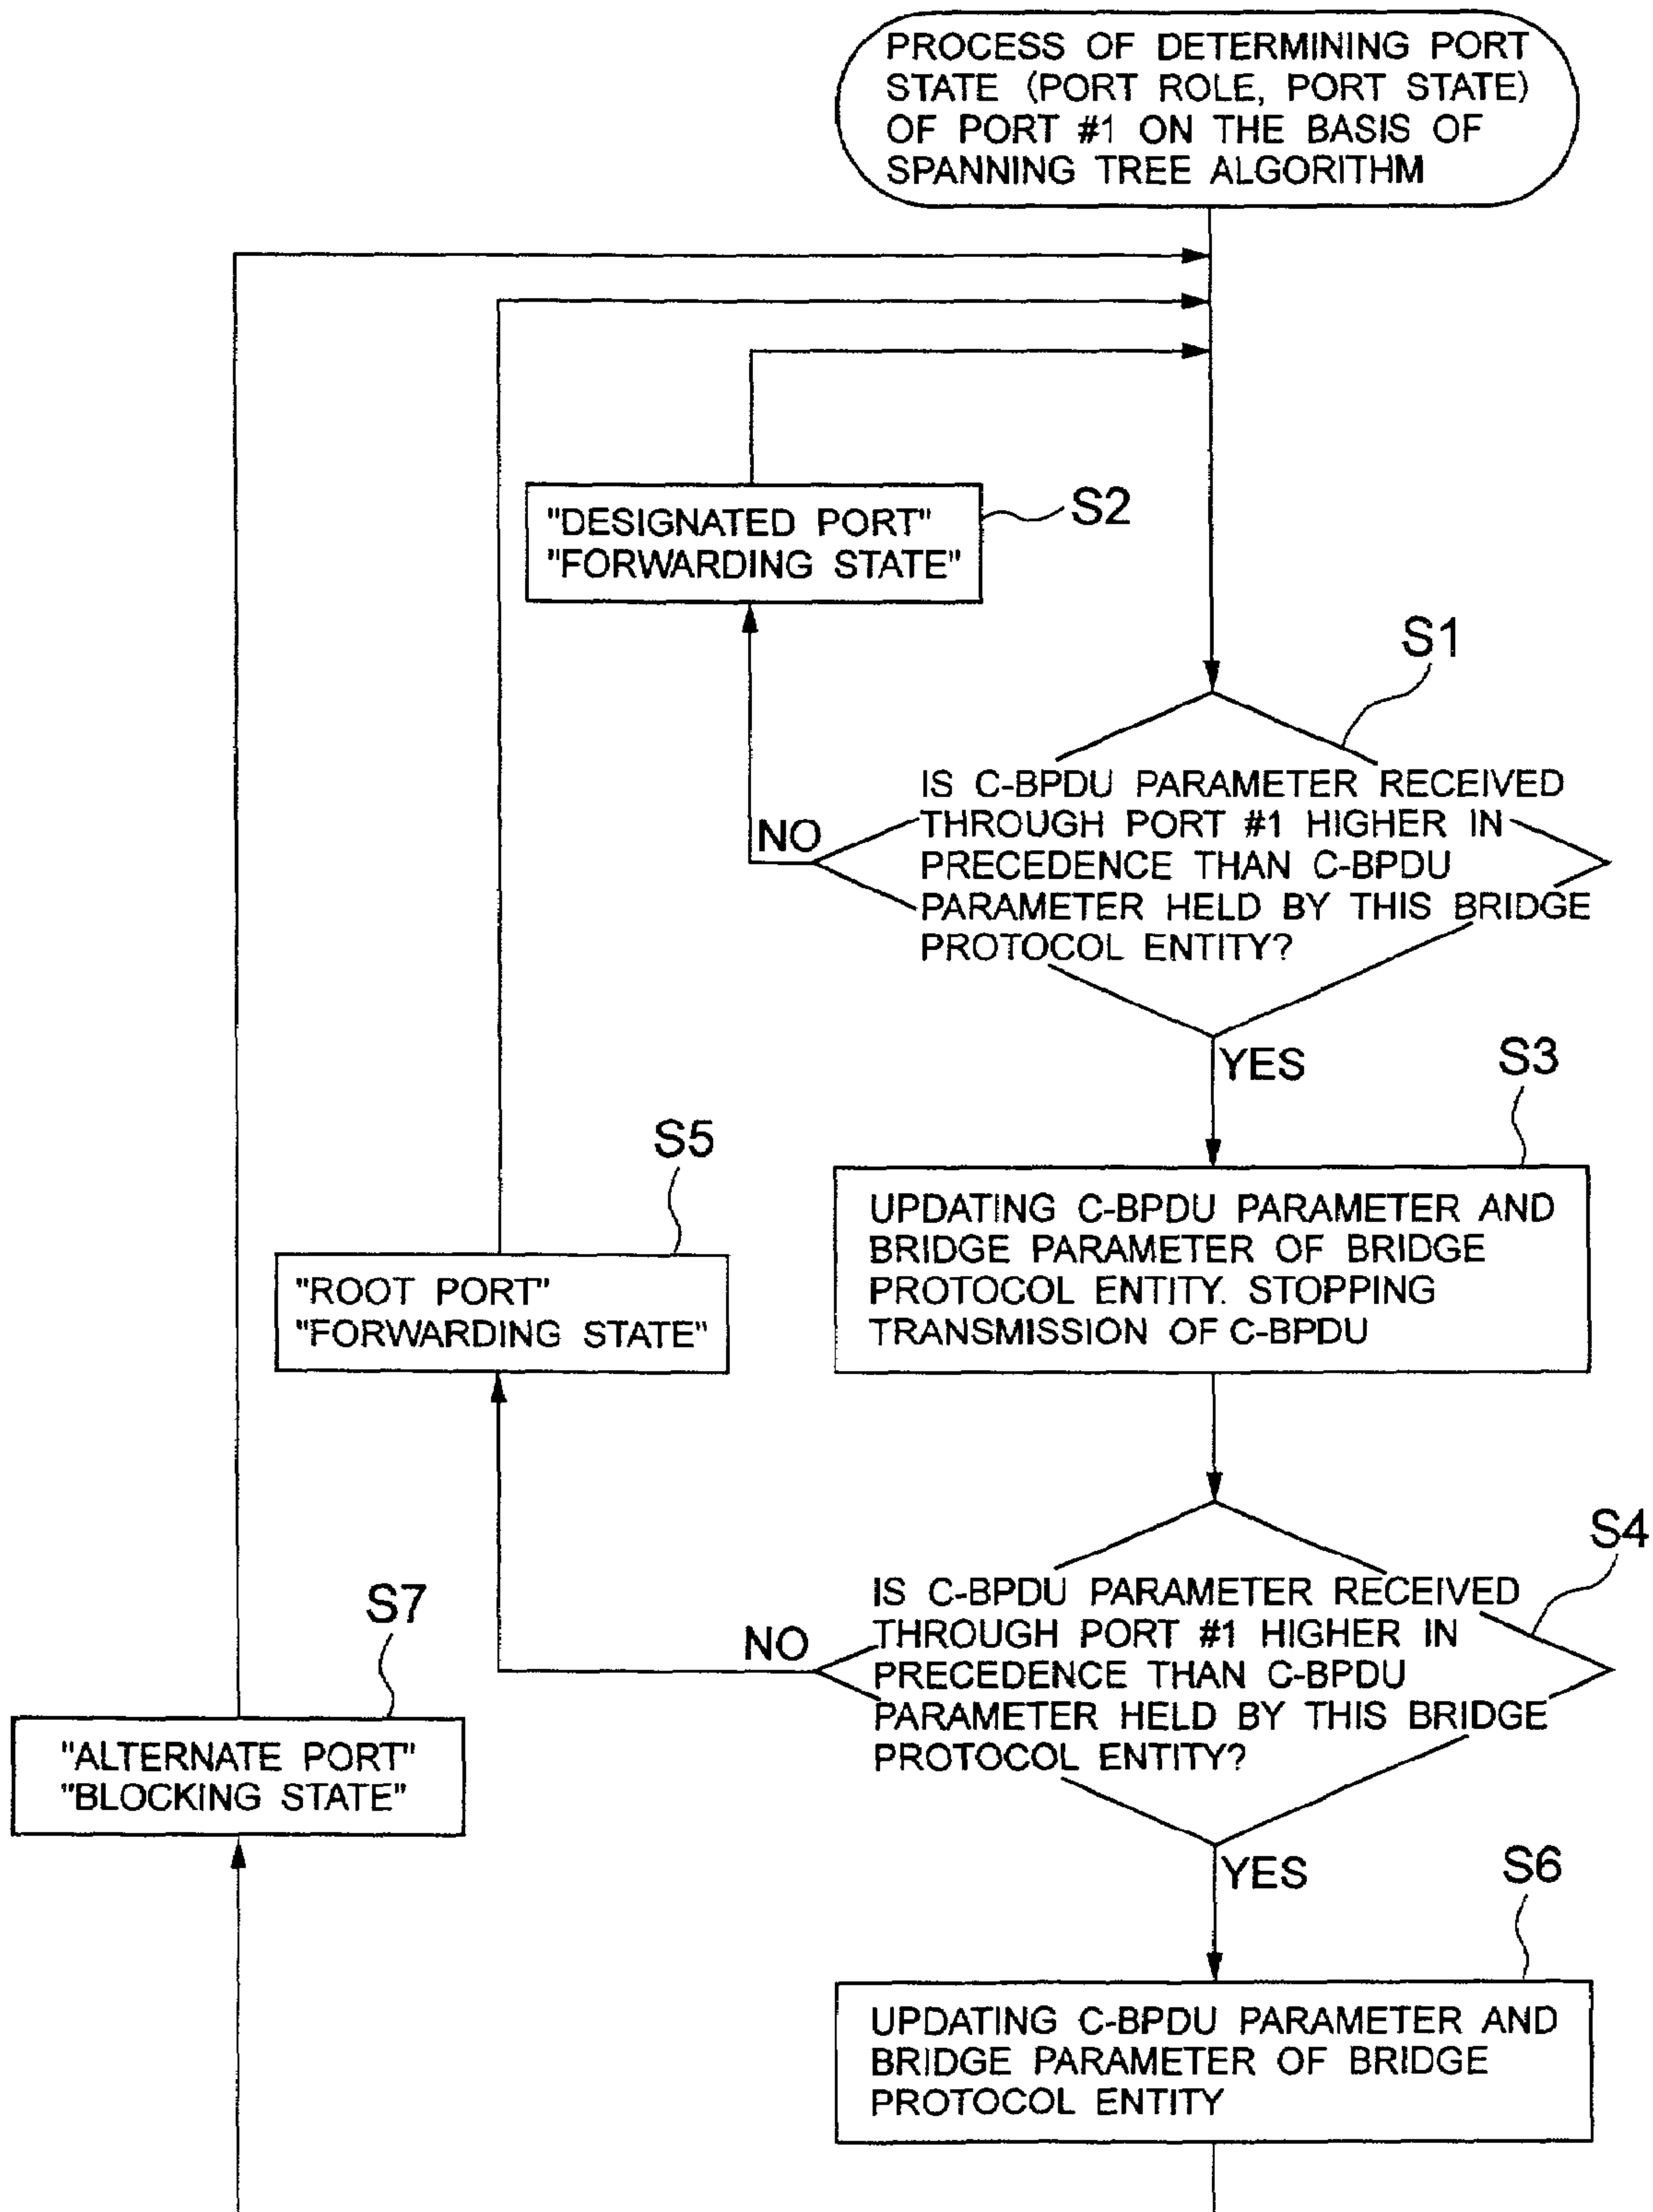 PROCESS OF DETERMINING PORT
STATE (PORT ROLE, PORT STATE)
OF PORT #1 ON THE BASIS OF
SPANNING TREE ALGORITHM
"DESIGNATED PORT"
"FORWARDING STATE"
S2
S1
IS C-BPDU PARAMETER RECEIVED
THROUGH PORT #1 HIGHER IN
PRECEDENCE THAN C-BPDU
PARAMETER HELD BY THIS BRIDGE
PROTOCOL ENTITY?
NO
YES
S3
UPDATING C-BPDU PARAMETER AND
BRIDGE PARAMETER OF BRIDGE
PROTOCOL ENTITY. STOPPING
TRANSMISSION OF C-BPDU
S5
"ROOT PORT"
"FORWARDING STATE"
S4
IS C-BPDU PARAMETER RECEIVED
THROUGH PORT #1 HIGHER IN
PRECEDENCE THAN C-BPDU
PARAMETER HELD BY THIS BRIDGE
PROTOCOL ENTITY?
NO
YES
S7
"ALTERNATE PORT"
"BLOCKING STATE"
S6
UPDATING C-BPDU PARAMETER AND
BRIDGE PARAMETER OF BRIDGE
PROTOCOL ENTITY